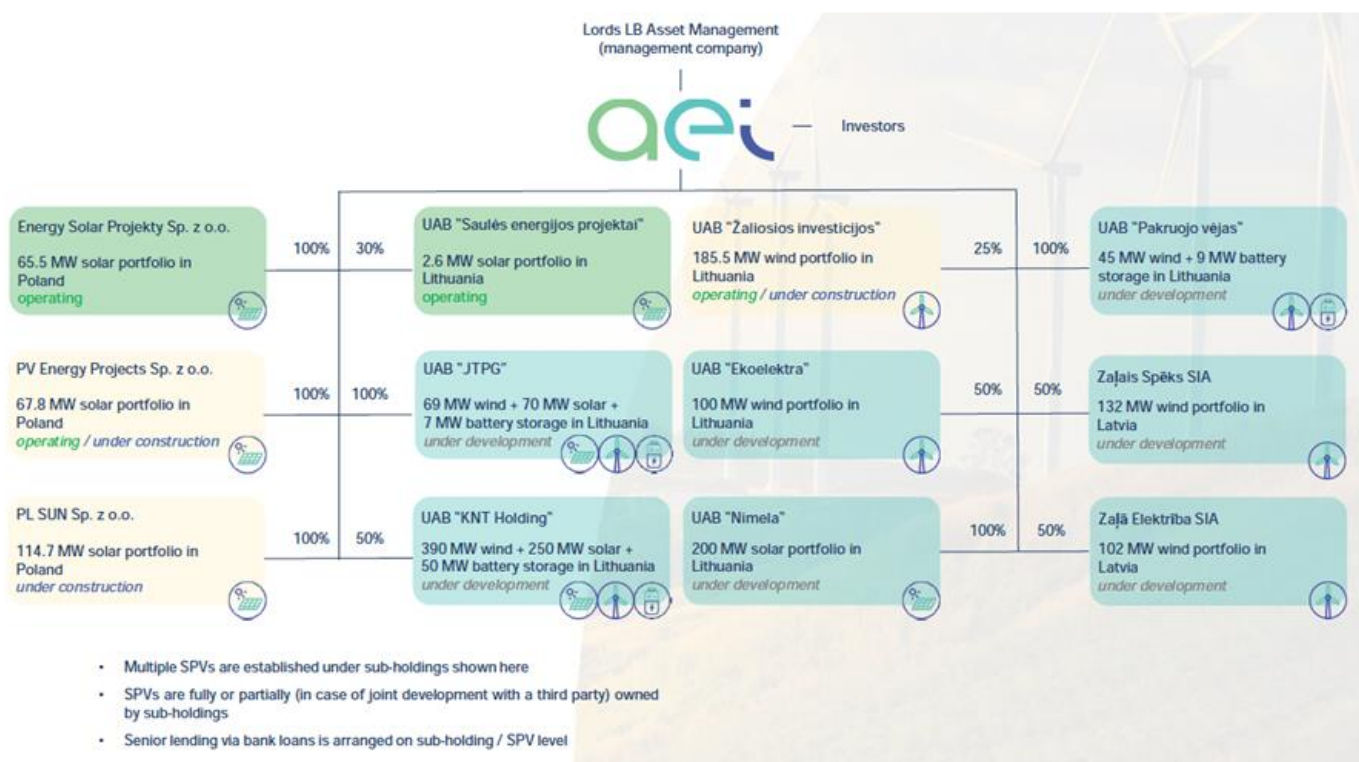 Lords LB Asset Management
(management company)
aei
Investors
Energy Solar Projekty Sp. z o.o.
65.5 MW solar portfolio in
Poland
operating
100%
30%
UAB "Saulės energijos projektai"
2.6 MW solar portfolio in
Lithuania
operating
UAB "Žaliosios investicijos"
185.5 MW wind portfolio in
Lithuania
operating / under construction
25%
100%
UAB "Pakruojo vėjas"
45 MW wind + 9 MW battery
storage in Lithuania
under development
PV Energy Projects Sp. z o.o.
67.8 MW solar portfolio in
Poland
operating / under construction
100%
100%
UAB "JTPG"
69 MW wind + 70 MW solar +
7 MW battery storage in Lithuania
under development
UAB "Ekoelektra"
100 MW wind portfolio in
Lithuania
under development
50%
50%
Zaļais Spēks SIA
132 MW wind portfolio in
Latvia
under development
PL SUN Sp. z o.o.
114.7 MW solar portfolio in
Poland
under construction
100%
50%
UAB "KNT Holding"
390 MW wind + 250 MW solar +
50 MW battery storage in Lithuania
under development
UAB "Nimela"
200 MW solar portfolio in
Lithuania
under development
100%
50%
Zaļā Elektrība SIA
102 MW wind portfolio in
Latvia
under development
• Multiple SPVs are established under sub-holdings shown here
• SPVs are fully or partially (in case of joint development with a third party) owned
by sub-holdings
• Senior lending via bank loans is arranged on sub-holding / SPV level